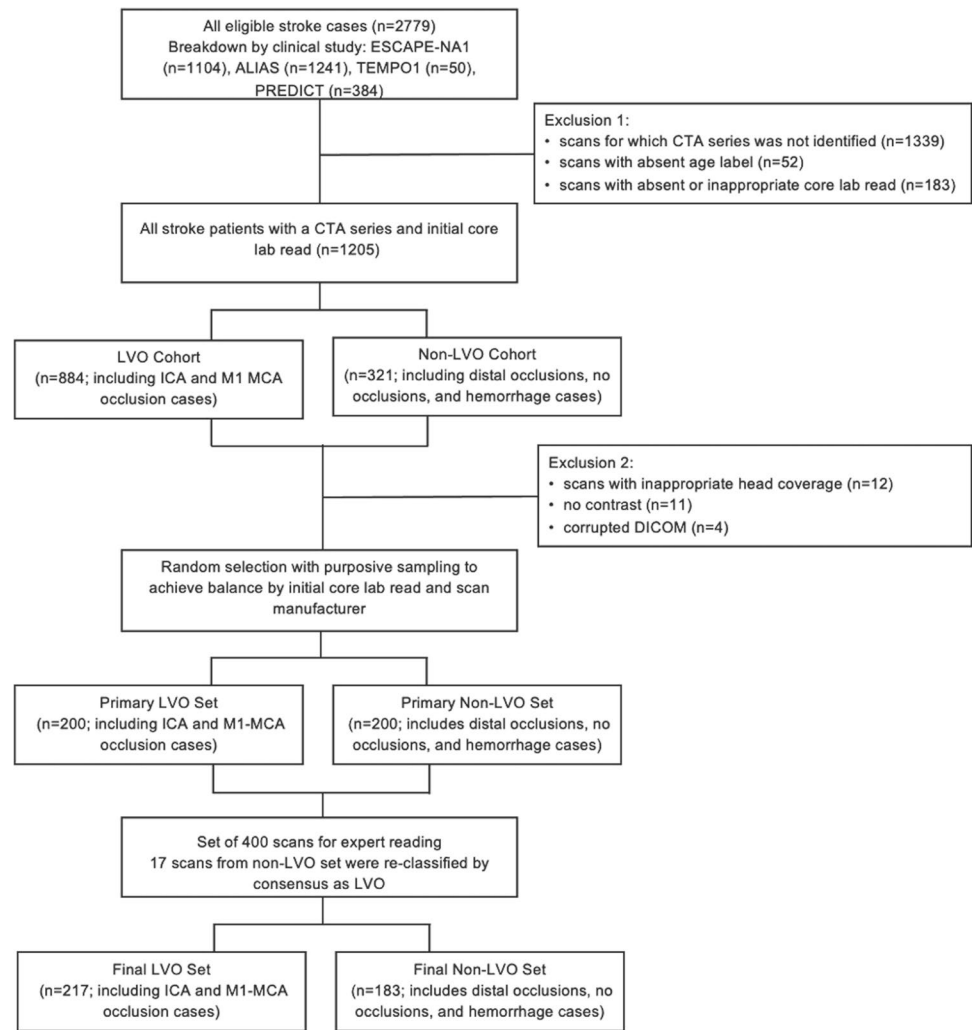 All eligible stroke cases (n=2779)
Breakdown by clinical study: ESCAPE-NA1
(n=1104), ALIAS (n=1241), TEMPO1 (n=50),
PREDICT (n=384)
Exclusion 1:
• scans for which CTA series was not identified (n=1339)
• scans with absent age label (n=52)
• scans with absent or inappropriate core lab read (n=183)
All stroke patients with a CTA series and initial core
lab read (n=1205)
LVO Cohort
(n=884; including ICA and M1 MCA
occlusion cases)
Non-LVO Cohort
(n=321; including distal occlusions, no
occlusions, and hemorrhage cases)
Exclusion 2:
• scans with inappropriate head coverage (n=12)
• no contrast (n=11)
• corrupted DICOM (n=4)
Random selection with purposive sampling to
achieve balance by initial core lab read and scan
manufacturer
Primary LVO Set
(n=200; including ICA and M1-MCA
occlusion cases)
Primary Non-LVO Set
(n=200; includes distal occlusions, no
occlusions, and hemorrhage cases)
Set of 400 scans for expert reading
17 scans from non-LVO set were re-classified by
consensus as LVO
Final LVO Set
(n=217; including ICA and M1-MCA
occlusion cases)
Final Non-LVO Set
(n=183; includes distal occlusions, no
occlusions, and hemorrhage cases)